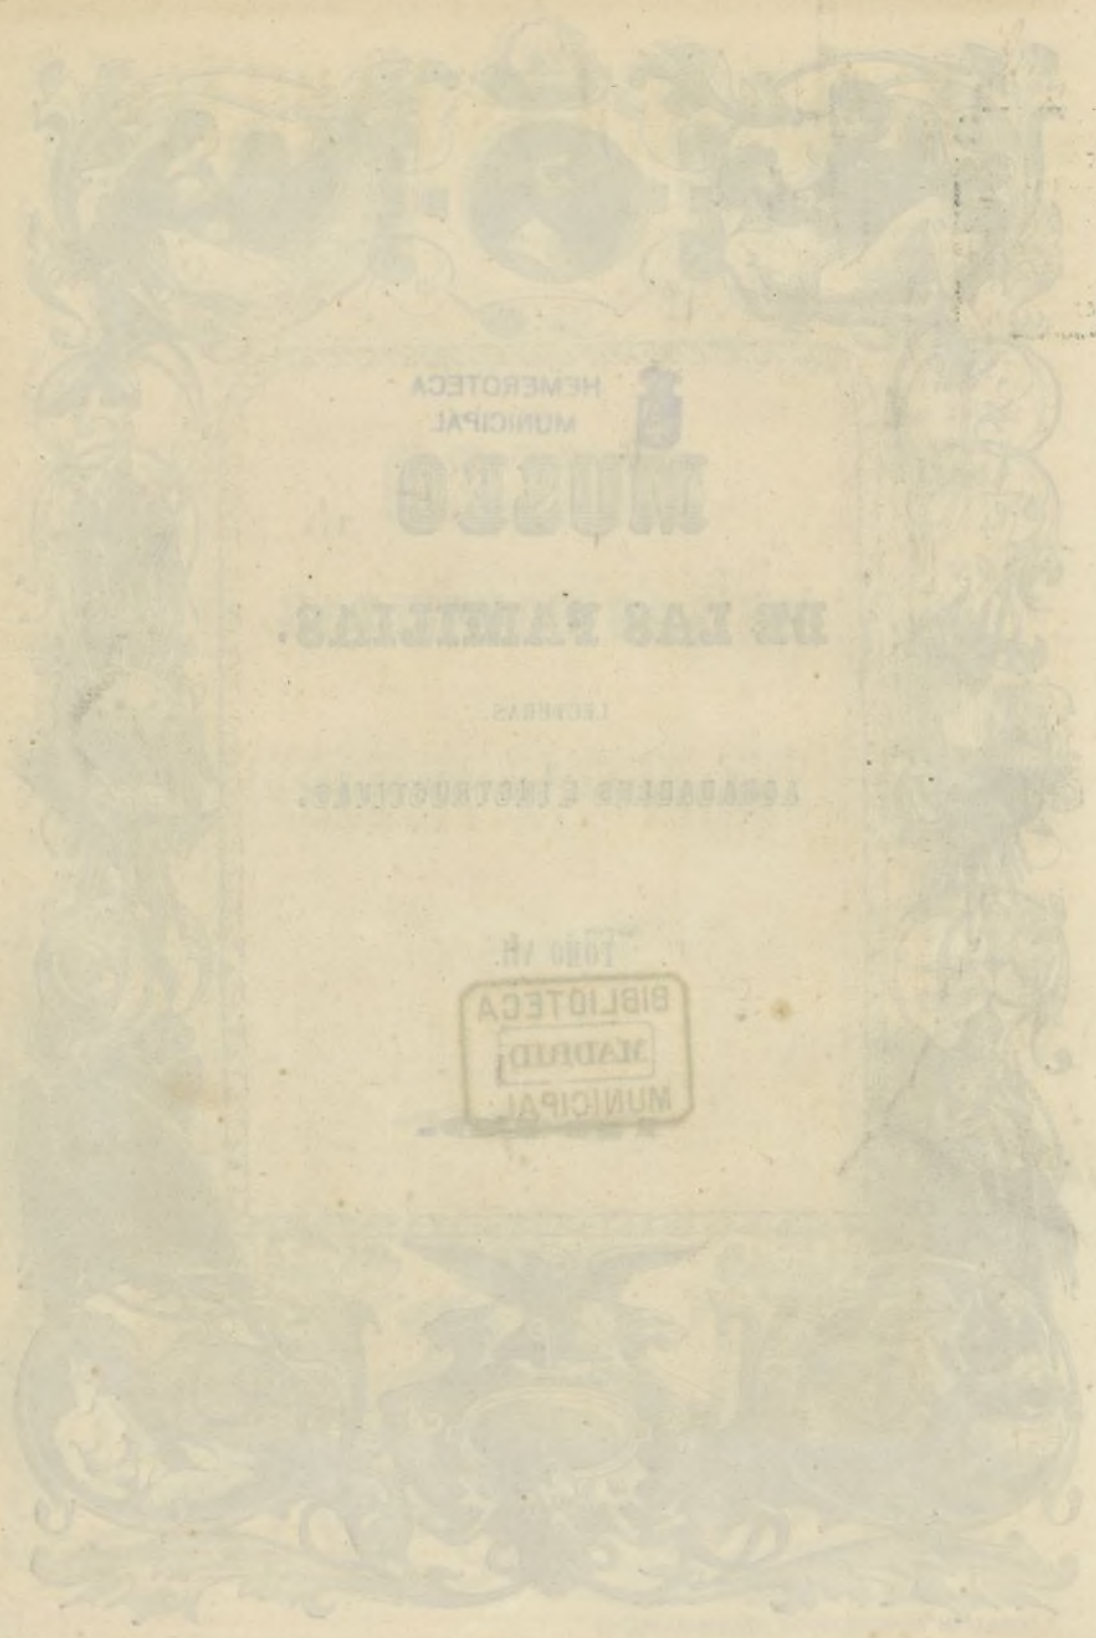 HEMEROTECA
MUNICIPAL
MUSEO
DE LAS FAMILIAS.
LECTURAS.
AGRADABLES E INSTRUCTIVAS.
TOMO VII.
BIBLIOTECA
MADRID
MUNICIPAL